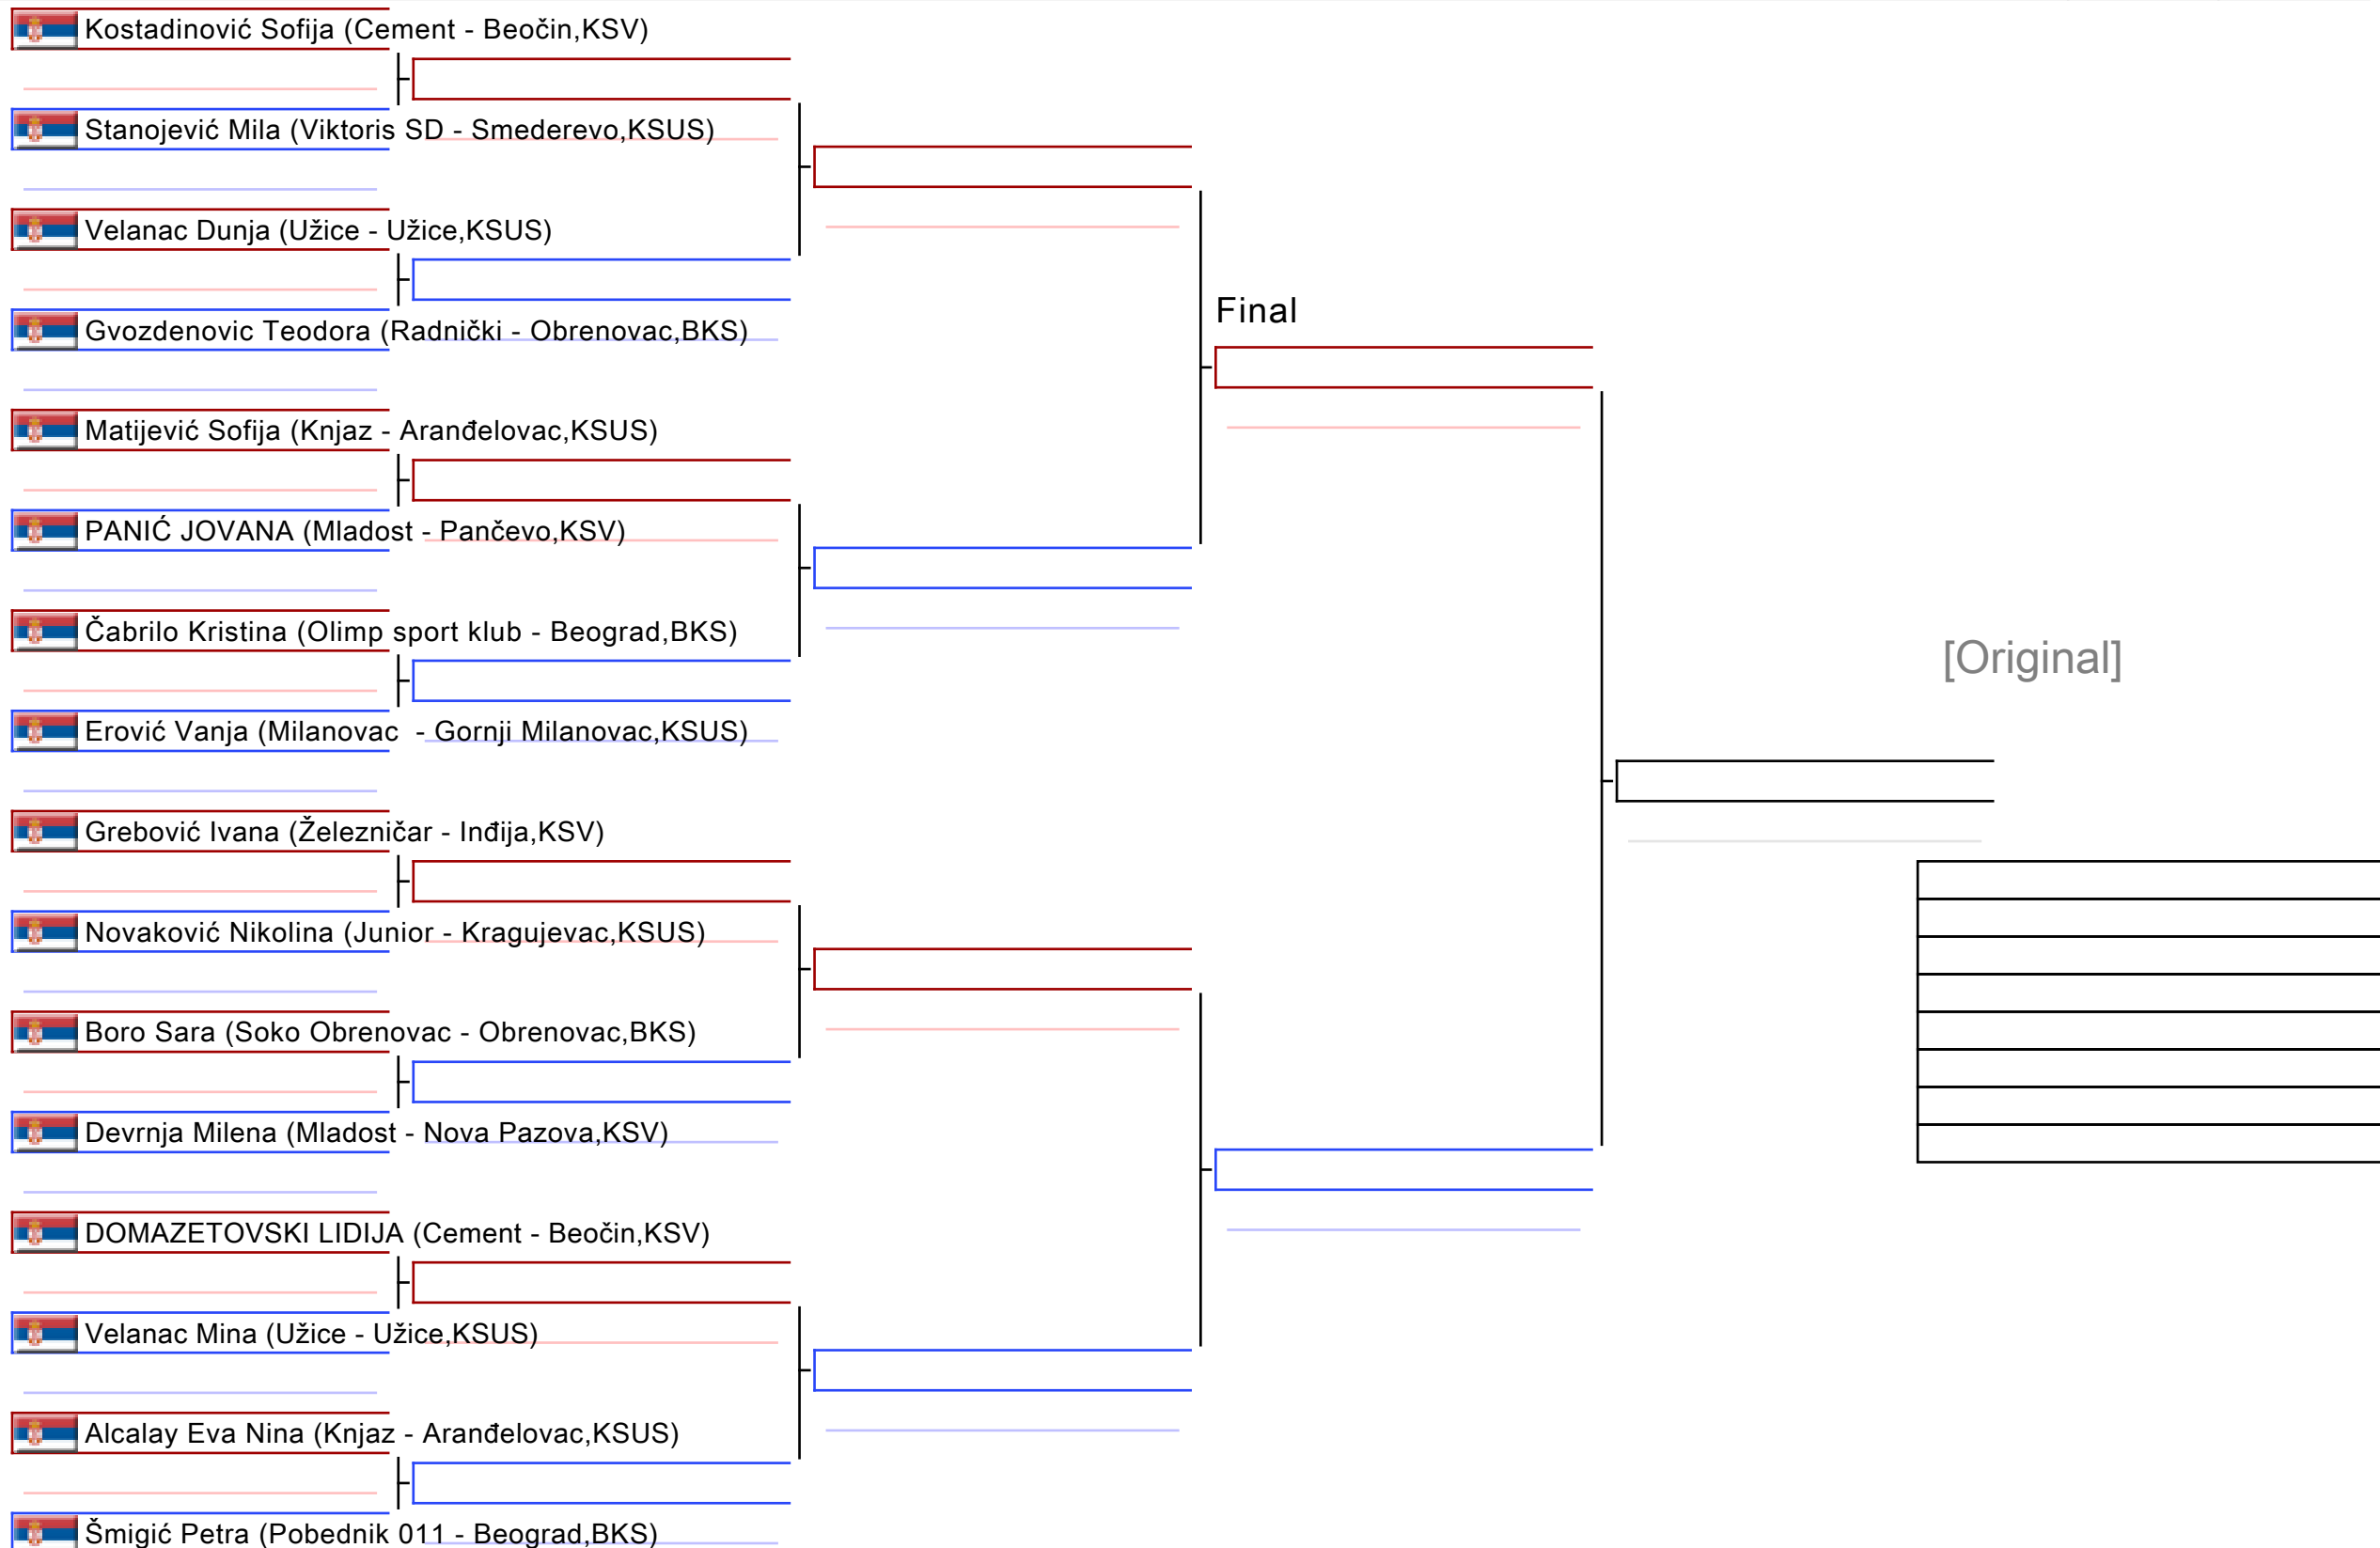 Kostadinović Sofija (Cement - Beočin,KSV)
Stanojević Mila (Viktoris SD - Smederevo,KSUS)
Velanac Dunja (Užice - Užice,KSUS)
Final
Gvozdenovic Teodora (Radnički - Obrenovac,BKS)
Matijević Sofija (Knjaz - Aranđelovac,KSUS)
PANIĆ JOVANA (Mladost - Pančevo,KSV)
Čabrilo Kristina (Olimp sport klub - Beograd,BKS)
[Original]
Erović Vanja (Milanovac  - Gornji Milanovac,KSUS)
Grebović Ivana (Železničar - Inđija,KSV)
Novaković Nikolina (Junior - Kragujevac,KSUS)
Boro Sara (Soko Obrenovac - Obrenovac,BKS)
Devrnja Milena (Mladost - Nova Pazova,KSV)
DOMAZETOVSKI LIDIJA (Cement - Beočin,KSV)
Velanac Mina (Užice - Užice,KSUS)
Alcalay Eva Nina (Knjaz - Aranđelovac,KSUS)
Šmigić Petra (Pobednik 011 - Beograd,BKS)